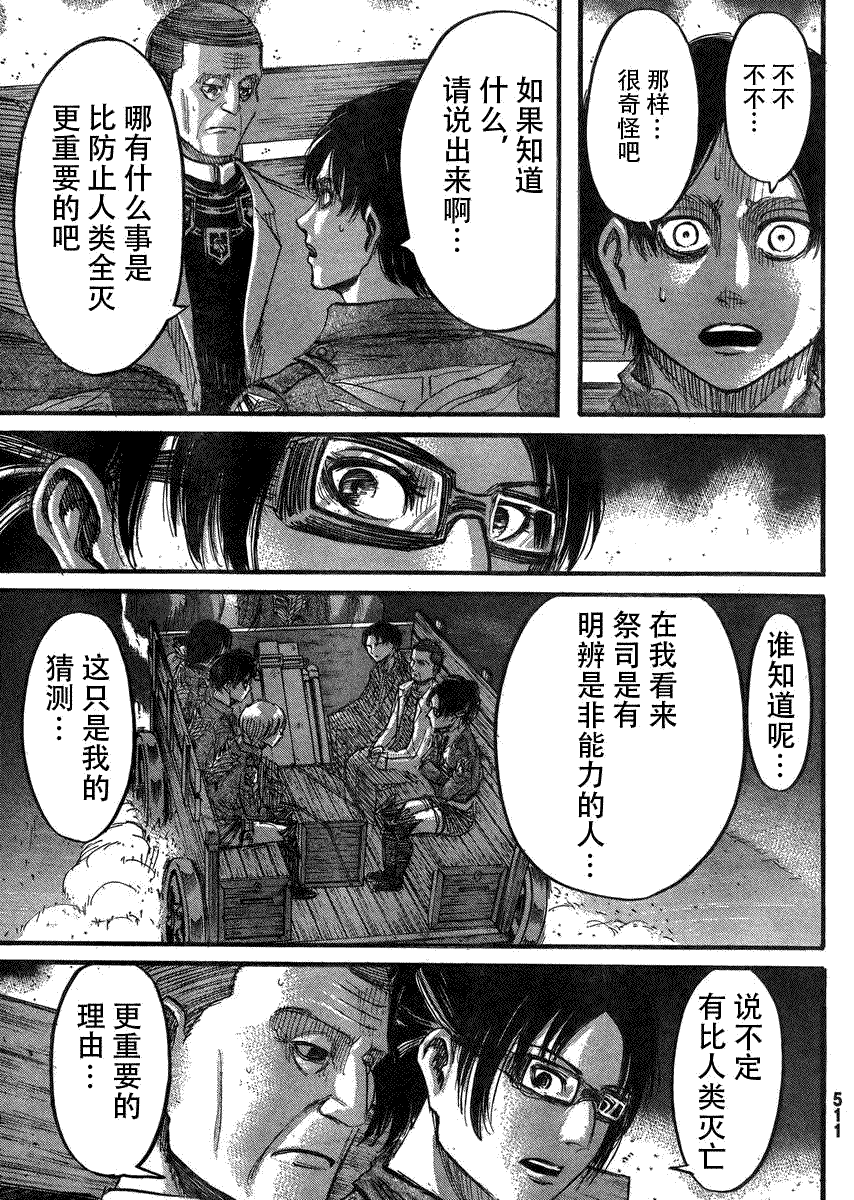 不不
不不…
那样…
很奇怪吧
如果知道
什么,
请说出来啊…
哪有什么事是
比防止人类全灭
更重要的吧
谁知道呢…
在我看来
祭司是有
明辨是非能力的人…
这只是我的
猜测…
说不定
有比人类灭亡
更重要的
理由…
511